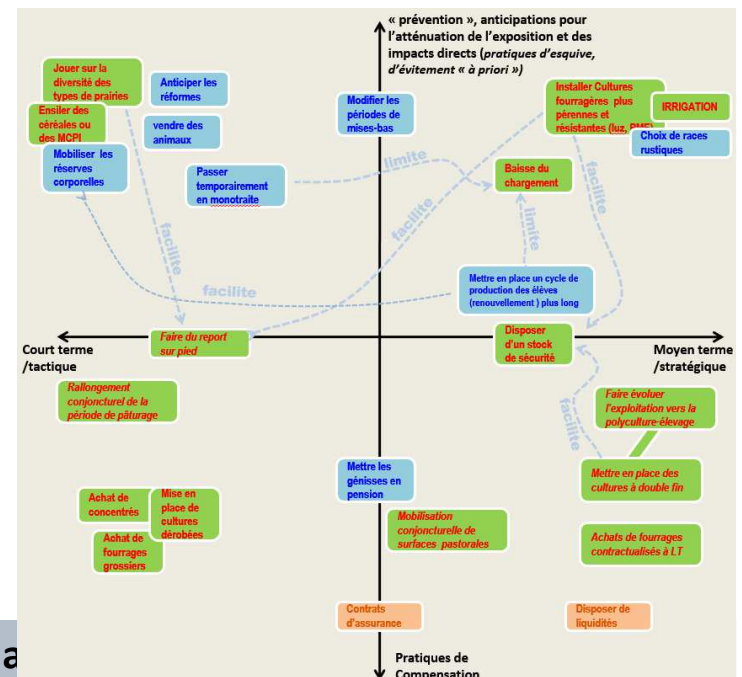 « prévention », anticipations pour
l'atténuation de l'exposition et des
impacts directs (pratiques d'esquive,
d'évitement « à priori »)
Jouer sur la
diversité des
types de prairies
Anticiper les
réformes
Ensiler des
céréales ou
des MCPI
vendre des
animaux
Mobiliser les
réserves
corporelles
Passer
temporairement
en monotraite
Modifier les
périodes de
mises-bas
Installer Cultures
fourragères plus
pérennes et
résistantes (luz, PME)
IRRIGATION
Choix de races
rustiques
Baisse du
chargement
limite
facilite
facilite
limite
facilite
facilite
Mettre en place un cycle de
production des élèves
(renouvellement ) plus long
Court terme
/tactique
Faire du report
sur pied
Disposer
d'un stock
de sécurité
Moyen terme
/stratégique
Rallongement
conjoncturel de la
période de pâturage
Faire évoluer
l'exploitation vers la
polyculture-élevage
facilite
Mettre les
génisses en
pension
Mettre en place des
cultures à double fin
Achat de
concentrés
Mise en
place de
cultures
dérobées
Achat de
fourrages
grossiers
Mobilisation
conjoncturelle de
surfaces pastorales
Achats de fourrages
contractualisés à LT
Contrats
d'assurance
Disposer de
liquidités
a
Pratiques de
Compensation